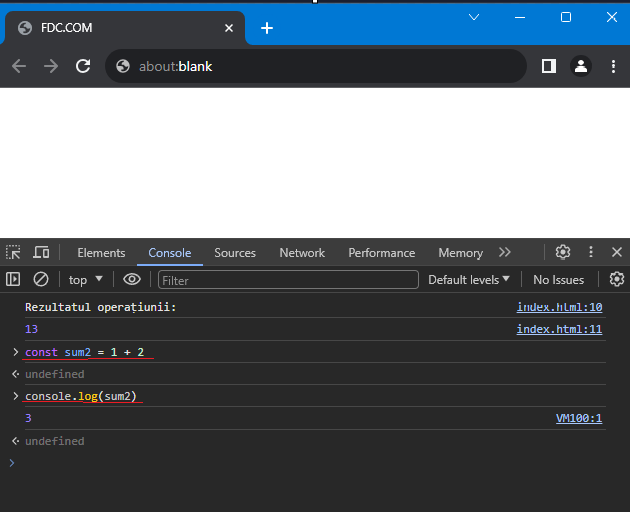 FDC.COM
about:blank
Elements Console Sources Network Performance Memory
top Filter Default levels No Issues
Rezultatul operațiunii: index.html:10
13 index.html:11
const sum2 = 1 + 2
undefined
console.log(sum2)
3 VM100:1
undefined